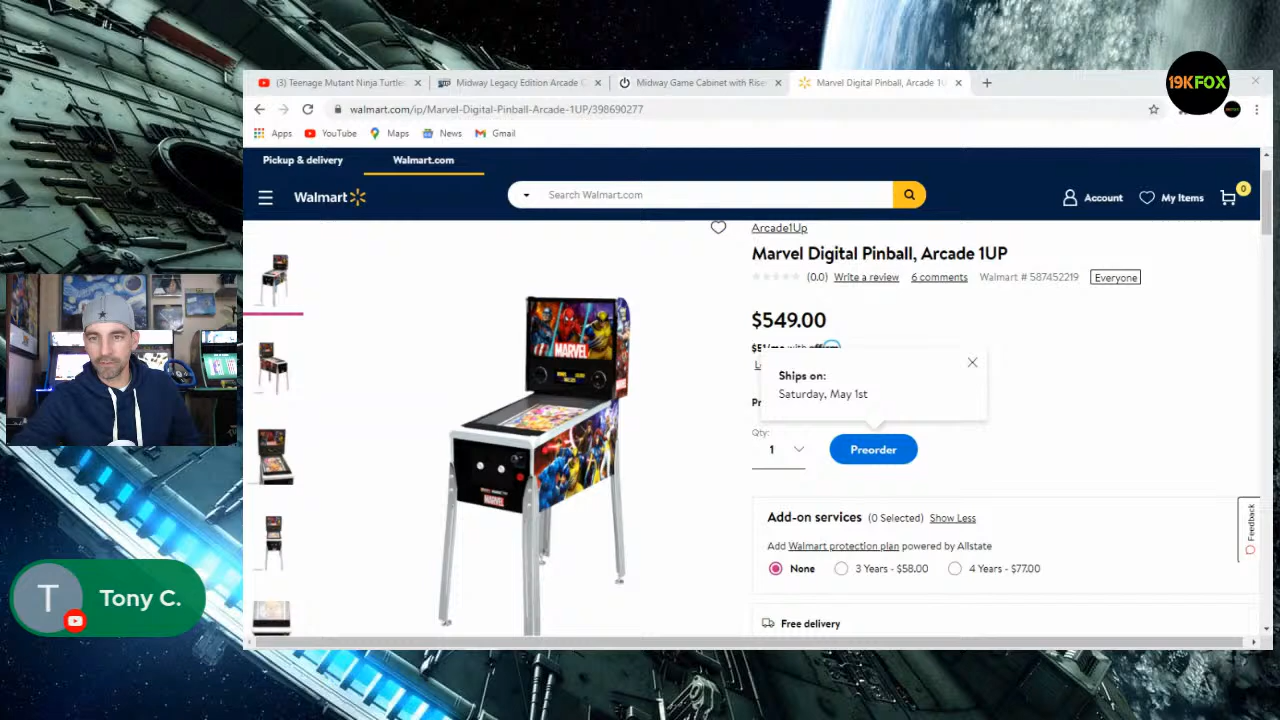 19KFOX
(3) Teenage Mutant Ninja Turtle
Midway Legacy Edition Arcade
Midway Game Cabinet with Rise
Marvel Digital Pinball, Arcade 1U
walmart.com/ip/Marvel-Digital-Pinball-Arcade-1UP/398690277
Apps YouTube Maps News Gmail
Pickup & delivery Walmart.com
Walmart Search Walmart.com Account My Items 0
Arcade1Up
Marvel Digital Pinball, Arcade 1UP
(0.0) Write a review 6 comments Walmart # 587452219 Everyone
$549.00
$51/mo with affirm
Ships on:
Saturday, May 1st
Qty:
1 Preorder
Add-on services (0 Selected) Show Less
Add Walmart protection plan powered by Allstate
None 3 Years - $58.00 4 Years - $77.00
Free delivery
Feedback
MARVEL
MARVEL
T Tony C.